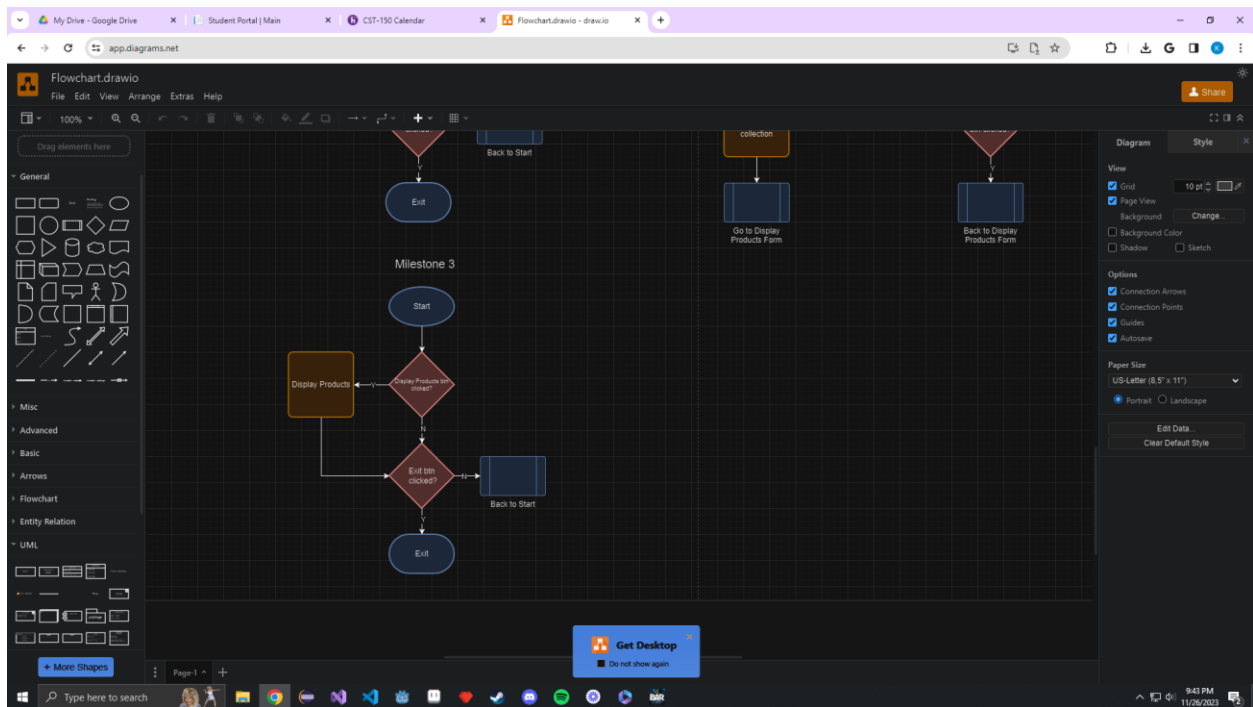 My Drive - Google Drive
Student Portal | Main
CST-150 Calendar
Flowchart.drawio - draw.io
app.diagrams.net
Flowchart.drawio
File Edit View Arrange Extras Help
Share
100%
Drag elements here
General
Misc
Advanced
Basic
Arrows
Flowchart
Entity Relation
UML
+ More Shapes
Y
Exit
Back to Start
collection
Go to Display
Products Form
Y
Back to Display
Products Form
Milestone 3
Start
Display Products
Y
Display Products btn
clicked?
N
Exit btn
clicked?
N
Back to Start
Y
Exit
Get Desktop
Do not show again
Page-1
Diagram
Style
View
Grid
10 pt
Page View
Background
Change...
Background Color
Shadow
Sketch
Options
Connection Arrows
Connection Points
Guides
Autosave
Paper Size
US-Letter (8,5" x 11")
Portrait
Landscape
Edit Data...
Clear Default Style
Type here to search
BAR
9:43 PM
11/26/2023